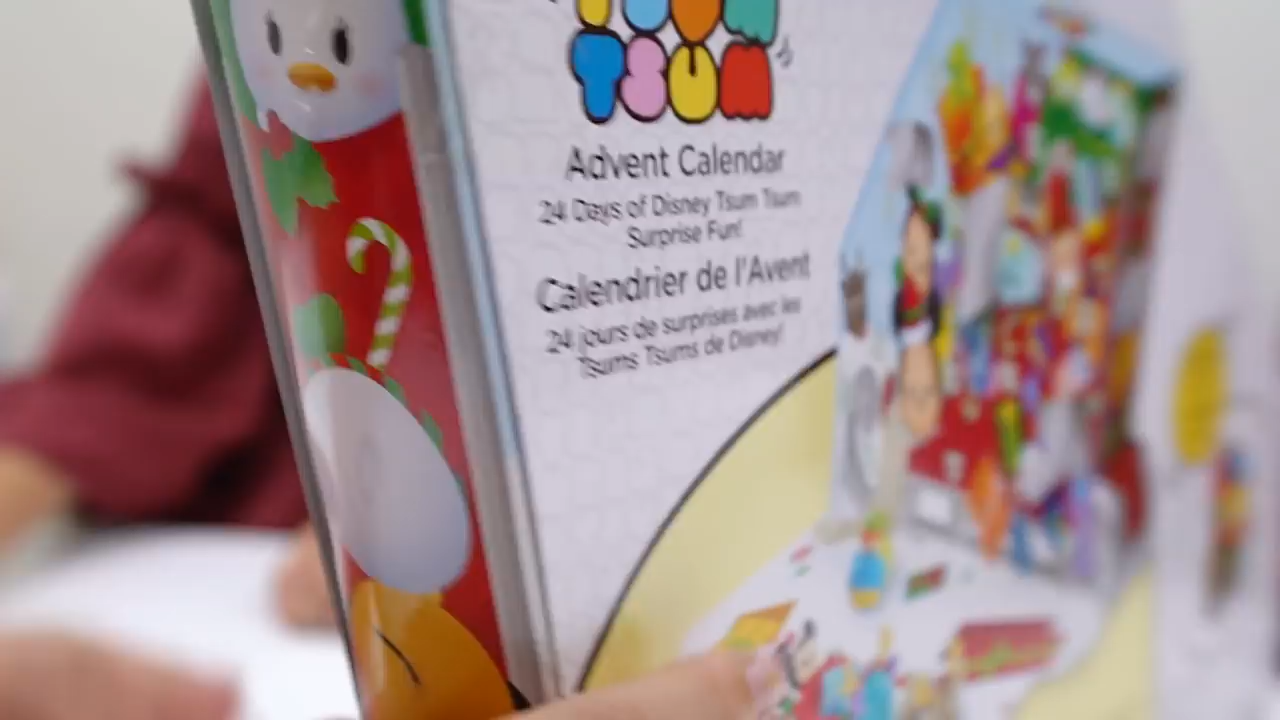 TSUM
Advent Calendar
24 Days of Disney Tsum Tsum
Surprise Fun!
Calendrier de l'Avent
24 jours de surprises avec les
Tsums Tsums de Disney!